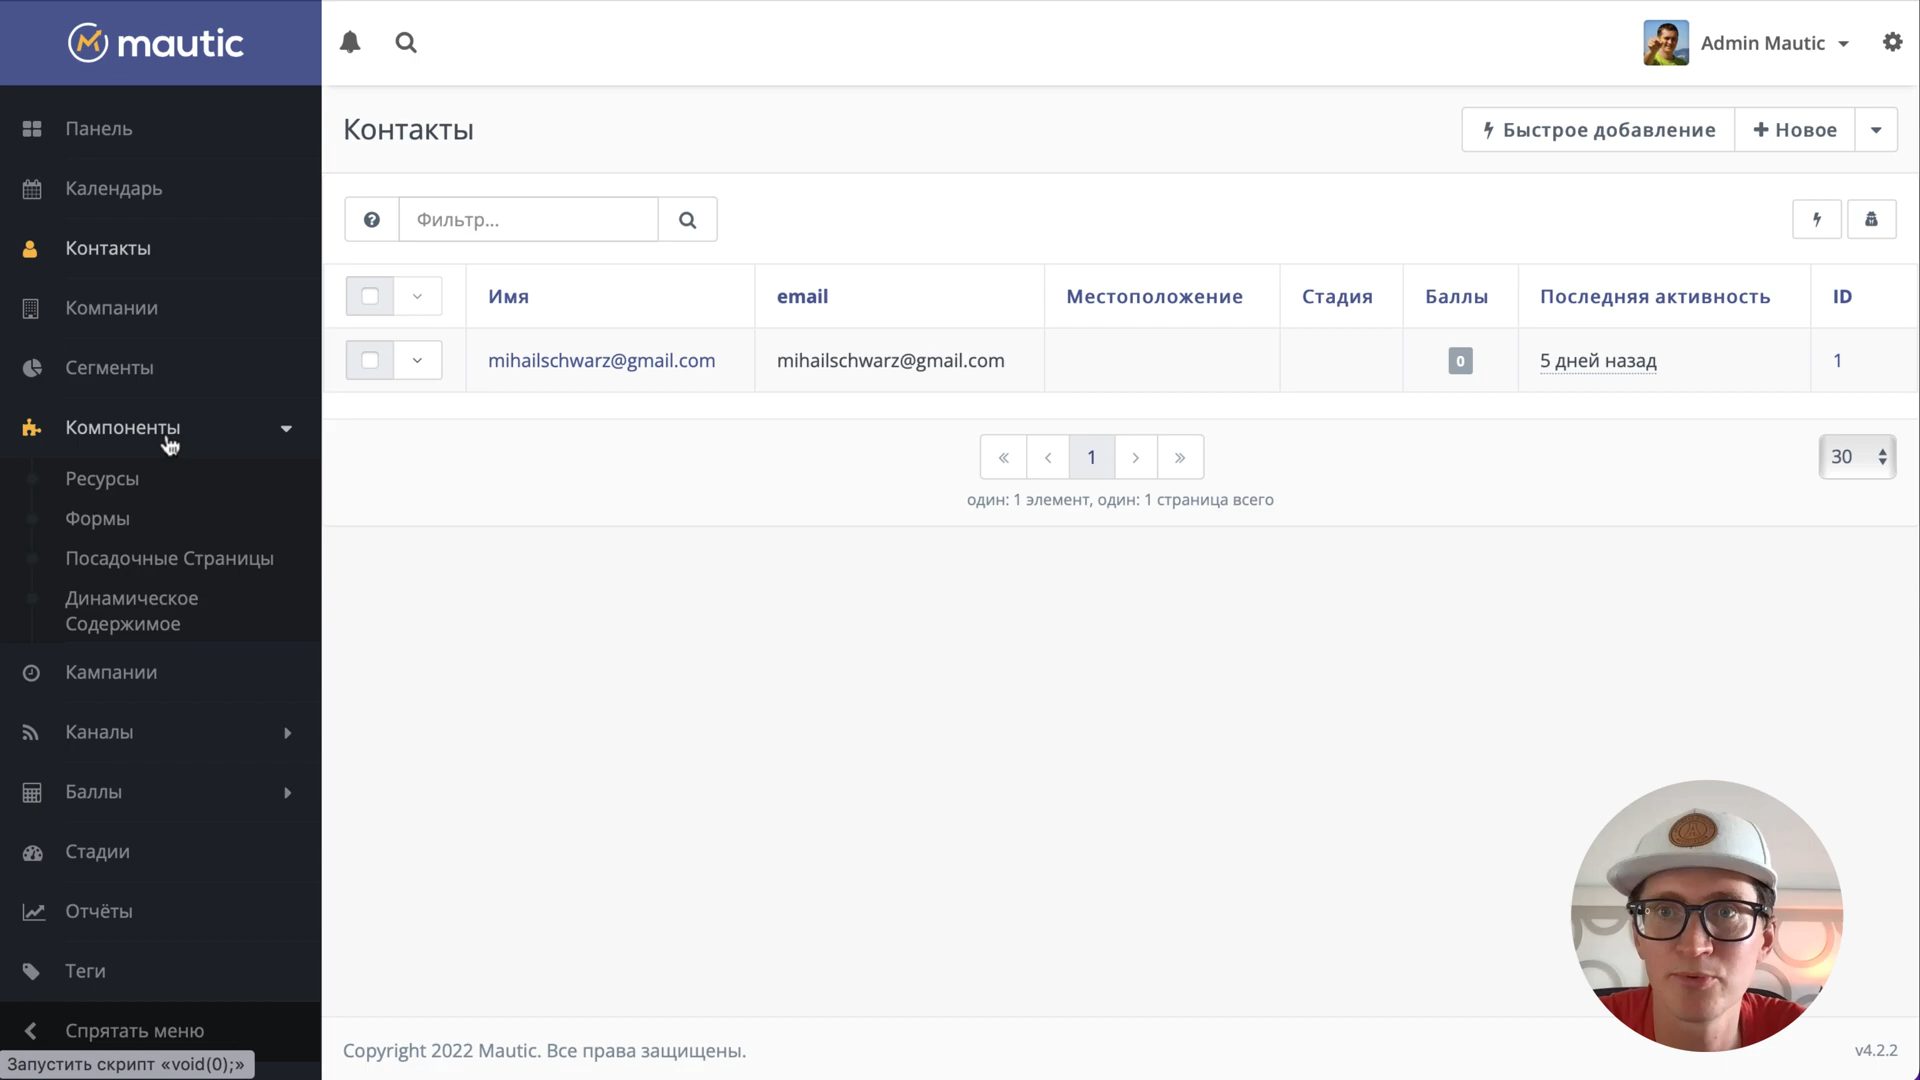 mautic
Admin Mautic
Панель
Календарь
Контакты
Компании
Сегменты
Компоненты
Ресурсы
Формы
Посадочные Страницы
Динамическое
Содержимое
Кампании
Каналы
Баллы
Стадии
Отчёты
Теги
Спрятать меню
Запустить скрипт «void(0);»
Контакты
Быстрое добавление
Новое
Фильтр...
Имя email Местоположение Стадия Баллы Последняя активность ID
mihailschwarz@gmail.com mihailschwarz@gmail.com 0 5 дней назад 1
« ‹ 1 › »
30
один: 1 элемент, один: 1 страница всего
Copyright 2022 Mautic. Все права защищены.
v4.2.2